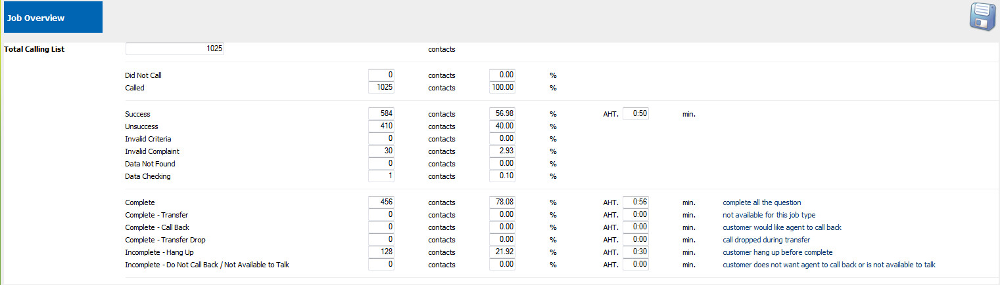 Job Overview
Total Calling List 1025 contacts
Did Not Call 0 contacts 0.00 %
Called 1025 contacts 100.00 %
Success 584 contacts 56.98 % AHT. 0:50 min.
Unsuccess 410 contacts 40.00 %
Invalid Criteria 0 contacts 0.00 %
Invalid Complaint 30 contacts 2.93 %
Data Not Found 0 contacts 0.00 %
Data Checking 1 contacts 0.10 %
Complete 456 contacts 78.08 % AHT. 0:56 min. complete all the question
Complete - Transfer 0 contacts 0.00 % AHT. 0:00 min. not available for this job type
Complete - Call Back 0 contacts 0.00 % AHT. 0:00 min. customer would like agent to call back
Complete - Transfer Drop 0 contacts 0.00 % AHT. 0:00 min. call dropped during transfer
Incomplete - Hang Up 128 contacts 21.92 % AHT. 0:30 min. customer hang up before complete
Incomplete - Do Not Call Back / Not Available to Talk 0 contacts 0.00 % AHT. 0:00 min. customer does not want agent to call back or is not available to talk